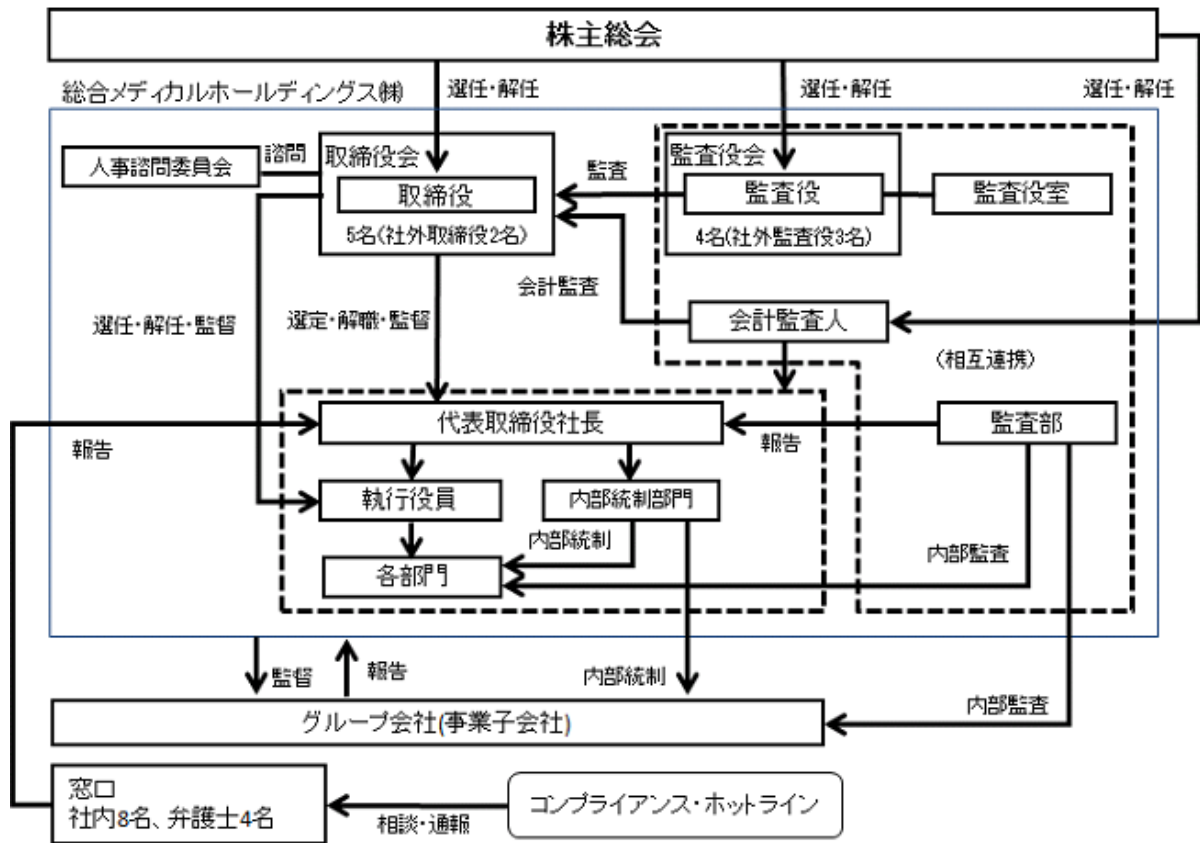 株主総会
総合メディカルホールディングス㈱
選任・解任
選任・解任
選任・解任
人事諮問委員会
諮問
取締役会
取締役
5名(社外取締役2名)
監査
監査役会
監査役
4名(社外監査役3名)
監査役室
会計監査
選任・解任・監督
選定・解職・監督
会計監査人
(相互連携)
代表取締役社長
報告
監査部
報告
執行役員
内部統制部門
内部統制
各部門
内部監査
監督
報告
内部統制
内部監査
グループ会社(事業子会社)
窓口
社内8名、弁護士4名
相談・通報
コンプライアンス・ホットライン